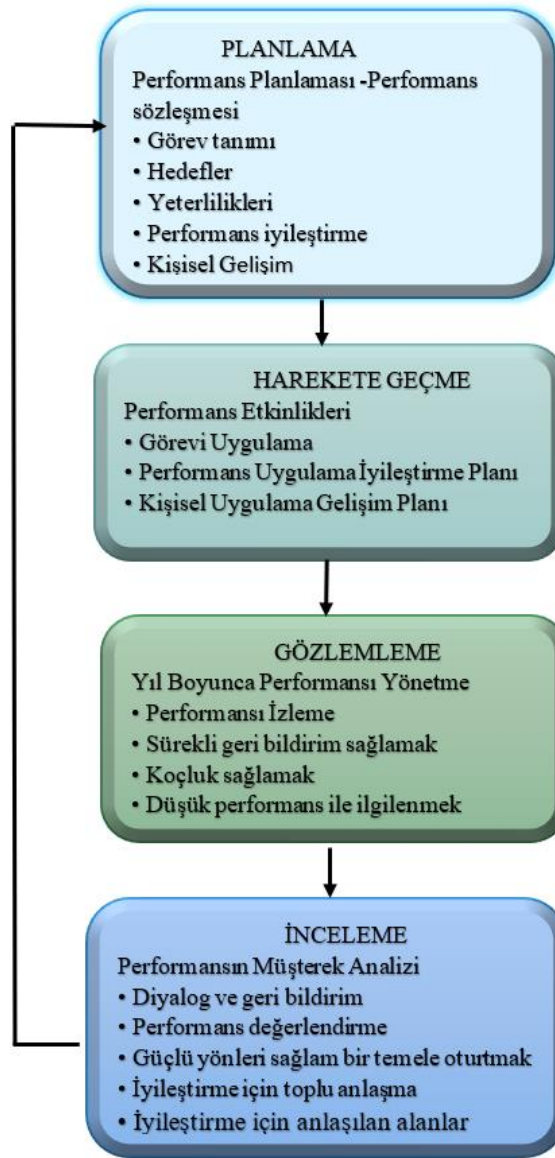 PLANLAMA
Performans Planlaması -Performans
sözleşmesi
• Görev tanımı
• Hedefler
• Yeterlilikleri
• Performans iyileştirme
• Kişisel Gelişim
HAREKETE GEÇME
Performans Etkinlikleri
• Görevi Uygulama
• Performans Uygulama İyileştirme Planı
• Kişisel Uygulama Gelişim Planı
GÖZLEMLEME
Yıl Boyunca Performansı Yönetme
• Performansı İzleme
• Sürekli geri bildirim sağlamak
• Koçluk sağlamak
• Düşük performans ile ilgilenmek
İNCELEME
Performansın Müşterek Analizi
• Diyalog ve geri bildirim
• Performans değerlendirme
• Güçlü yönleri sağlam bir temele oturtmak
• İyileştirme için toplu anlaşma
• İyileştirme için anlaşılan alanlar